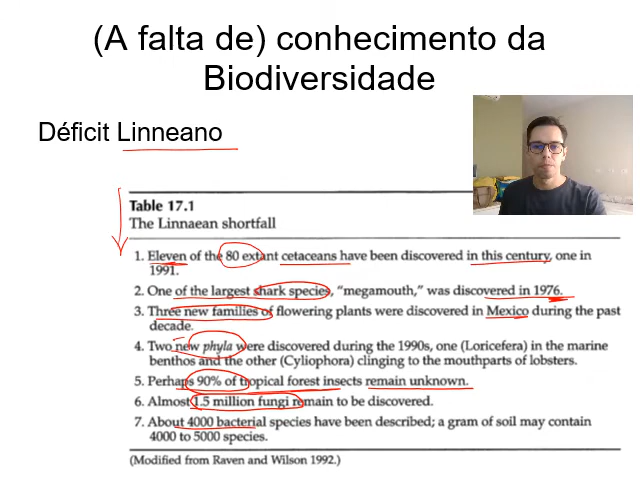 (A falta de) conhecimento da
Biodiversidade
Déficit Linneano
Table 17.1
The Linnaean shortfall
1. Eleven of the 80 extant cetaceans have been discovered in this century, one in
1991.
2. One of the largest shark species, “megamouth,” was discovered in 1976.
3. Three new families of flowering plants were discovered in Mexico during the past
decade.
4. Two new phyla were discovered during the 1990s, one (Loricefera) in the marine
benthos and the other (Cyliophora) clinging to the mouthparts of lobsters.
5. Perhaps 90% of tropical forest insects remain unknown.
6. Almost 1.5 million fungi remain to be discovered.
7. About 4000 bacterial species have been described; a gram of soil may contain
4000 to 5000 species.
(Modified from Raven and Wilson 1992.)